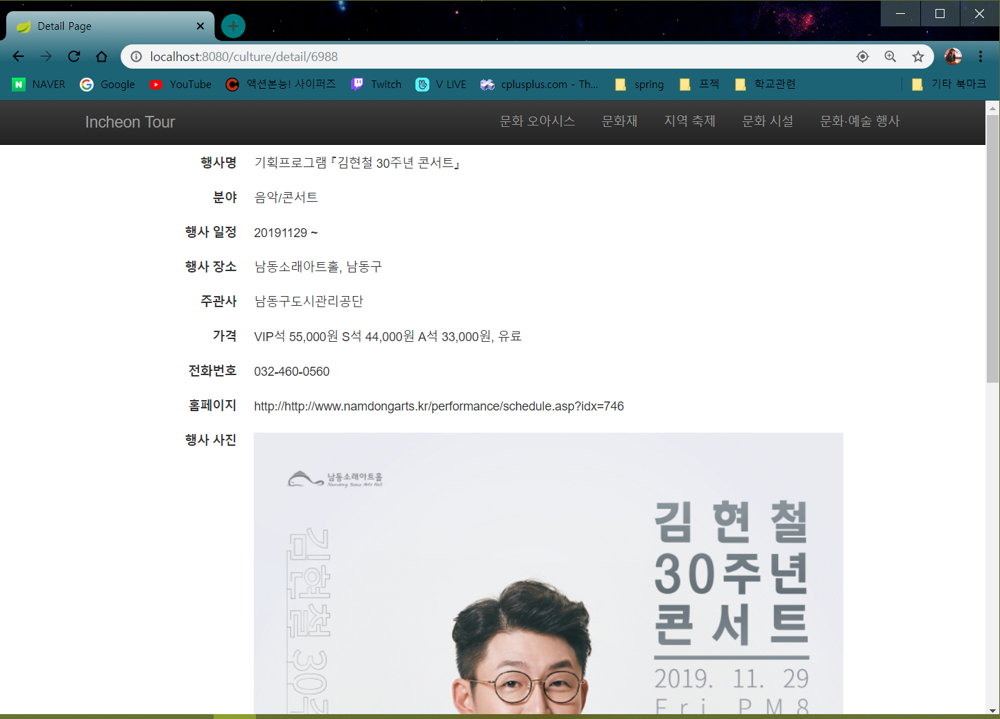 Detail Page
localhost:8080/culture/detail/6988
NAVER Google YouTube 액션본능! 사이퍼즈 Twitch V LIVE cplusplus.com - Th... spring 프젝 학교관련 기타 북마크
Incheon Tour 문화 오아시스 문화재 지역 축제 문화 시설 문화·예술 행사
행사명 기획프로그램 『김현철 30주년 콘서트』
분야 음악/콘서트
행사 일정 20191129 ~
행사 장소 남동소래아트홀, 남동구
주관사 남동구도시관리공단
가격 VIP석 55,000원 S석 44,000원 A석 33,000원, 유료
전화번호 032-460-0560
홈페이지 http://http://www.namdongarts.kr/performance/schedule.asp?idx=746
행사 사진
남동소래아트홀
Namdong Sorae Arts Hall
김현철
30주년
콘서트
2019. 11. 29
Fri PM 8
김현철 30주